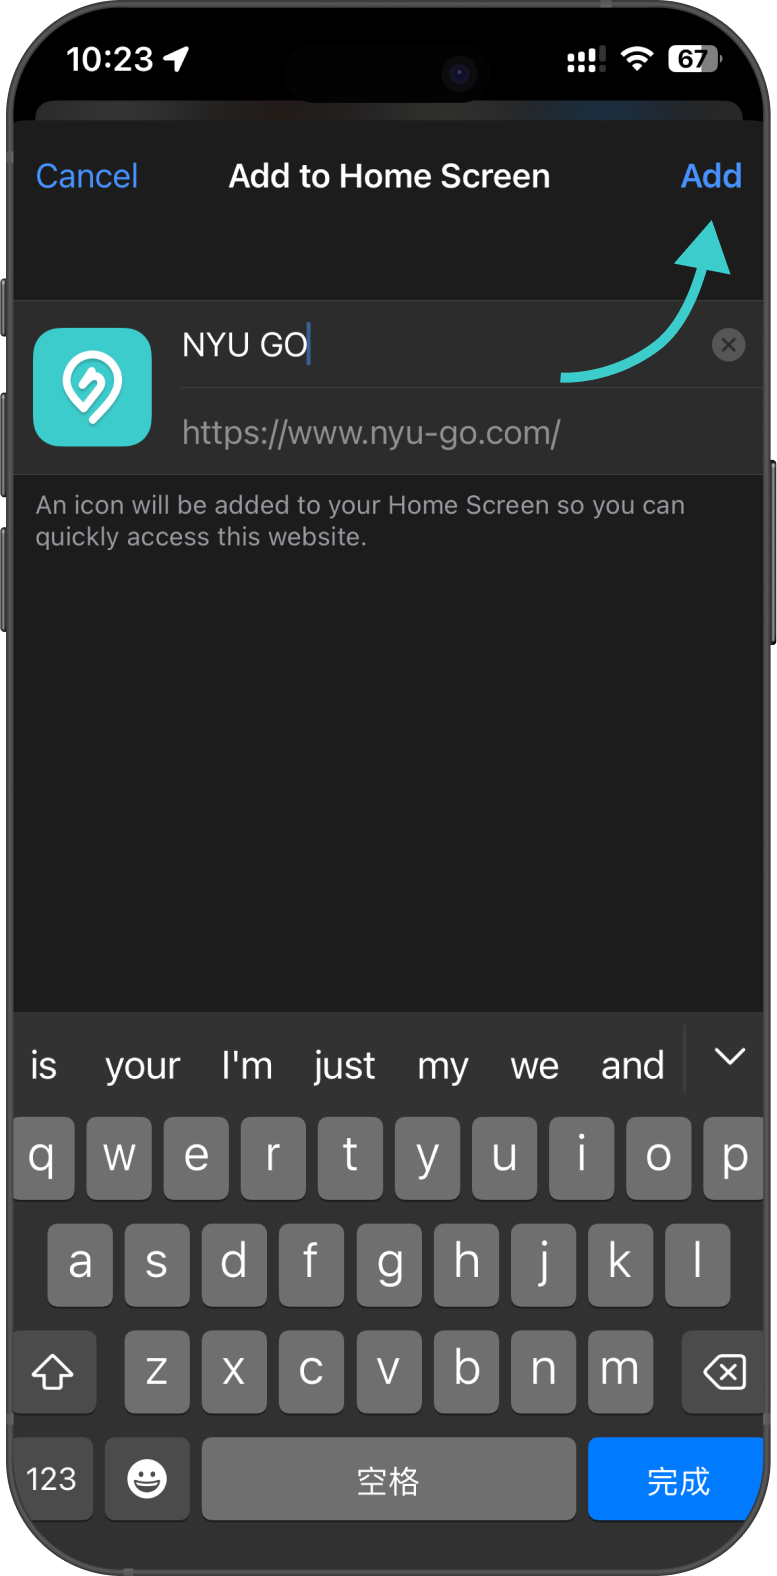 10:23
67
Cancel Add to Home Screen Add
NYU GO
https://www.nyu-go.com/
An icon will be added to your Home Screen so you can
quickly access this website.
is your I'm just my we and
q w e r t y u i o p
a s d f g h j k l
z x c v b n m
123 空格 完成